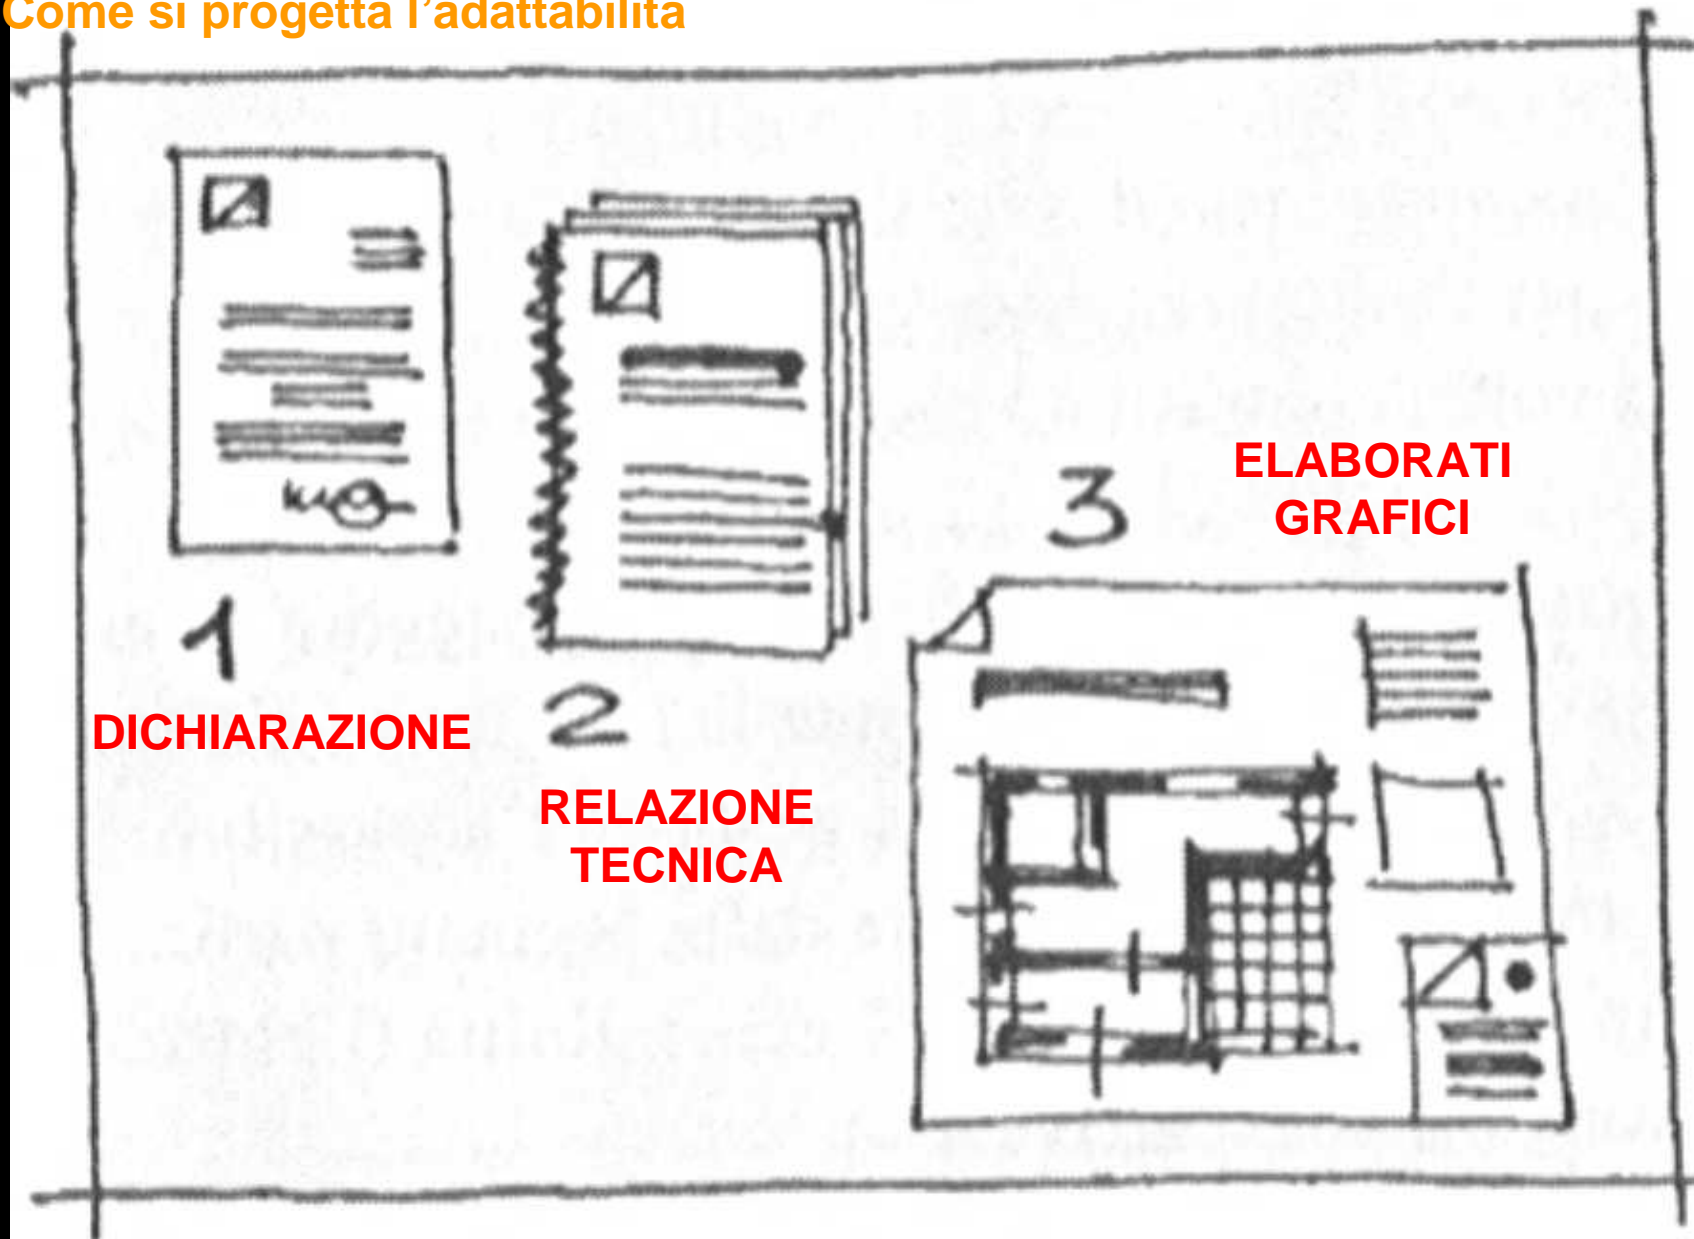 Come si progetta l'adattabilità
1
DICHIARAZIONE
2
RELAZIONE
TECNICA
3
ELABORATI
GRAFICI